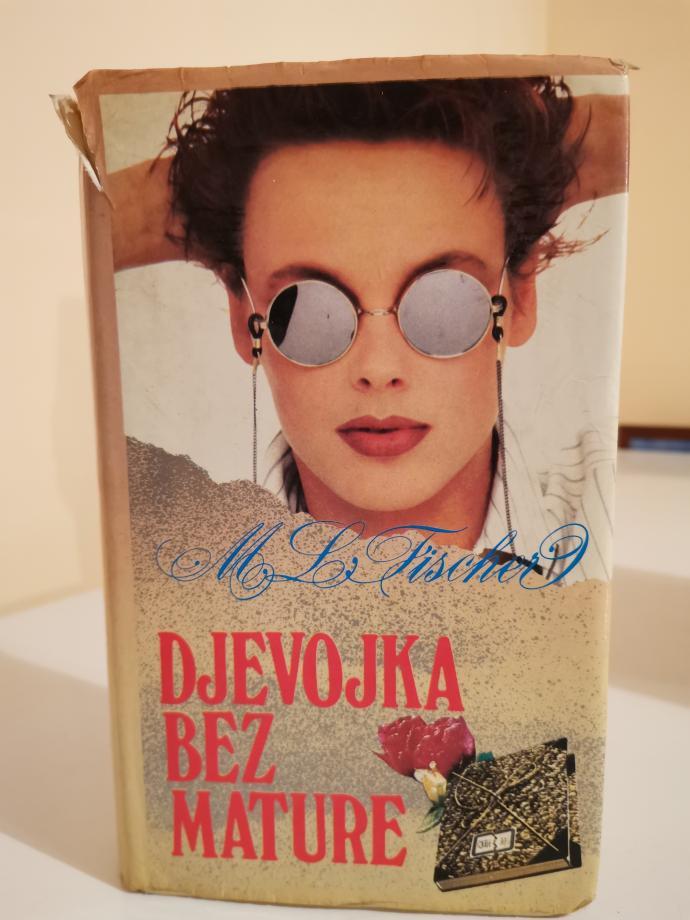 M. L. Fischer
DJEVOJKA
BEZ
MATURE